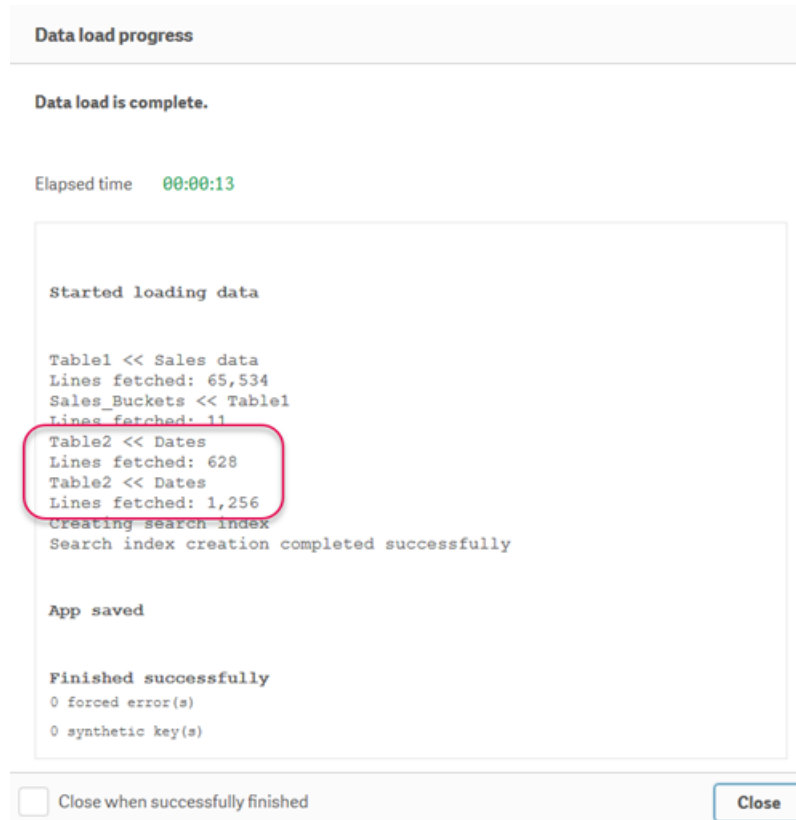 Data load progress
Data load is complete.
Elapsed time 00:00:13
Started loading data
Table1 << Sales data
Lines fetched: 65,534
Sales_Buckets << Table1
Lines fetched: 11
Table2 << Dates
Lines fetched: 628
Table2 << Dates
Lines fetched: 1,256
Creating search index
Search index creation completed successfully
App saved
Finished successfully
0 forced error(s)
0 synthetic key(s)
Close when successfully finished
Close